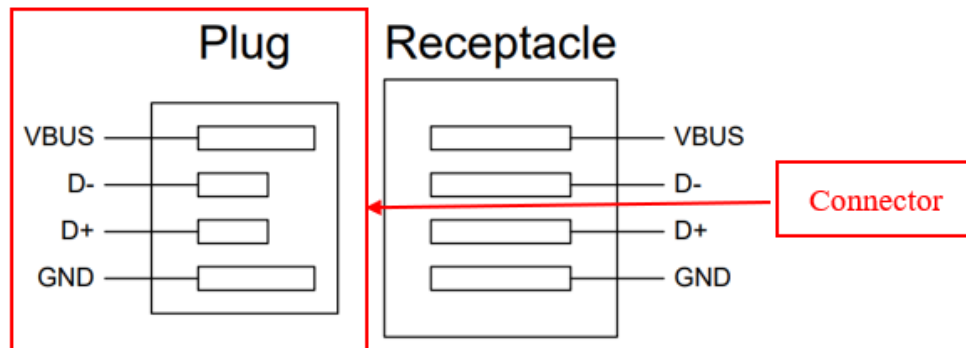 Plug
Receptacle
VBUS
D-
D+
GND
VBUS
D-
D+
GND
Connector